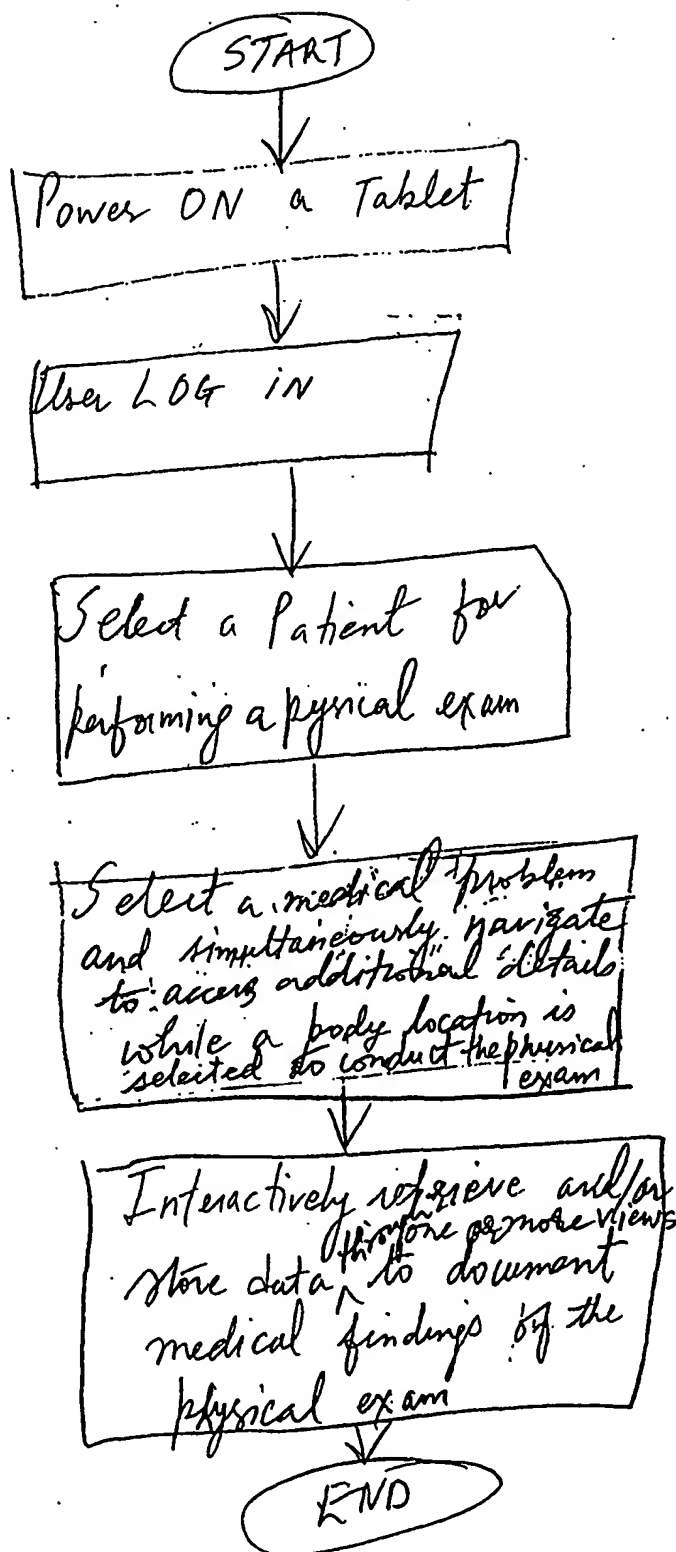 START
Power ON a Tablet
User LOG iN
Select a Patient for
performing a pysical exam
Select a medical problem
and simultaneously navigate
to access additional details
while a body location is
selected to conduct the physical
exam
Interactively retrieve and/or
through one or more views
store data ^ to document
medical findings of the
physical exam
END